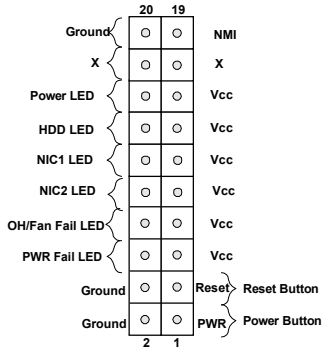 20 19
Ground NMI
X X
Power LED Vcc
HDD LED Vcc
NIC1 LED Vcc
NIC2 LED Vcc
OH/Fan Fail LED Vcc
PWR Fail LED Vcc
Ground Reset Reset Button
Ground PWR Power Button
2 1